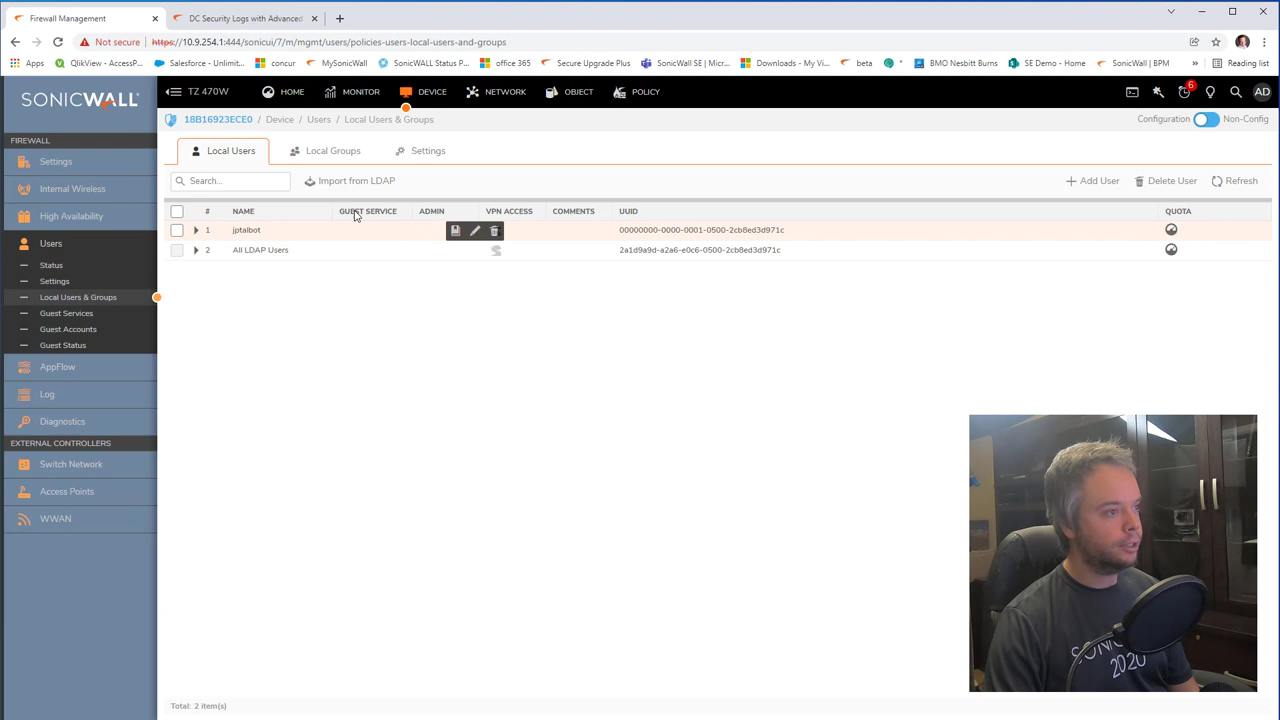 Firewall Management
DC Security Logs with Advanced
Not secure https://10.9.254.1:444/sonicui/7/m/mgmt/users/policies-users-local-users-and-groups
Apps QlikView - AccessP... Salesforce - Unlimit... concur MySonicWall SonicWALL Status P... office 365 Secure Upgrade Plus SonicWall SE | Micr... Downloads - My Vi... beta BMO Nesbitt Burns SE Demo - Home SonicWall | BPM Reading list
SONICWALL
TZ 470W HOME MONITOR DEVICE NETWORK OBJECT POLICY 6 AD
18B16923ECE0 / Device / Users / Local Users & Groups Configuration Non-Config
FIREWALL
Settings
Internal Wireless
High Availability
Users
Status
Settings
Local Users & Groups
Guest Services
Guest Accounts
Guest Status
AppFlow
Log
Diagnostics
EXTERNAL CONTROLLERS
Switch Network
Access Points
WWAN
Local Users Local Groups Settings
Search... Import from LDAP Add User Delete User Refresh
# NAME GUEST SERVICE ADMIN VPN ACCESS COMMENTS UUID QUOTA
1 jptalbot 00000000-0000-0001-0500-2cb8ed3d971c
2 All LDAP Users 2a1d9a9d-a2a6-e0c6-0500-2cb8ed3d971c
2020
Total: 2 item(s)